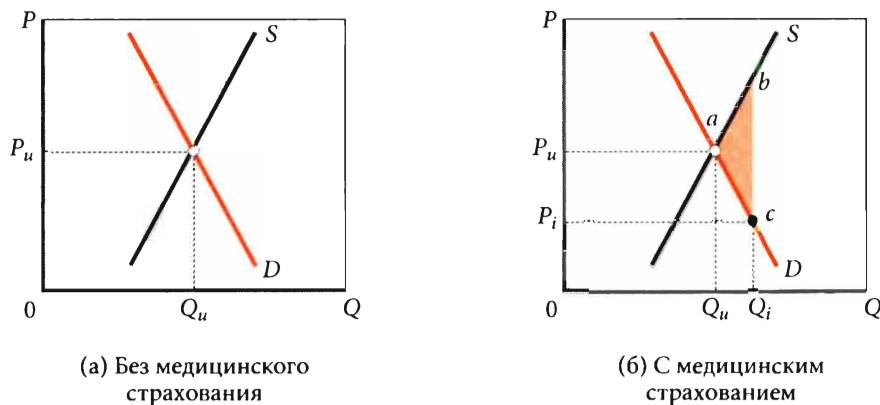 P
S
P_u
D
0
Q_u
Q
(а) Без медицинского
страхования
P
S
b
a
P_u
P_i
c
D
0
Q_u
Q_i
Q
(б) С медицинским
страхованием